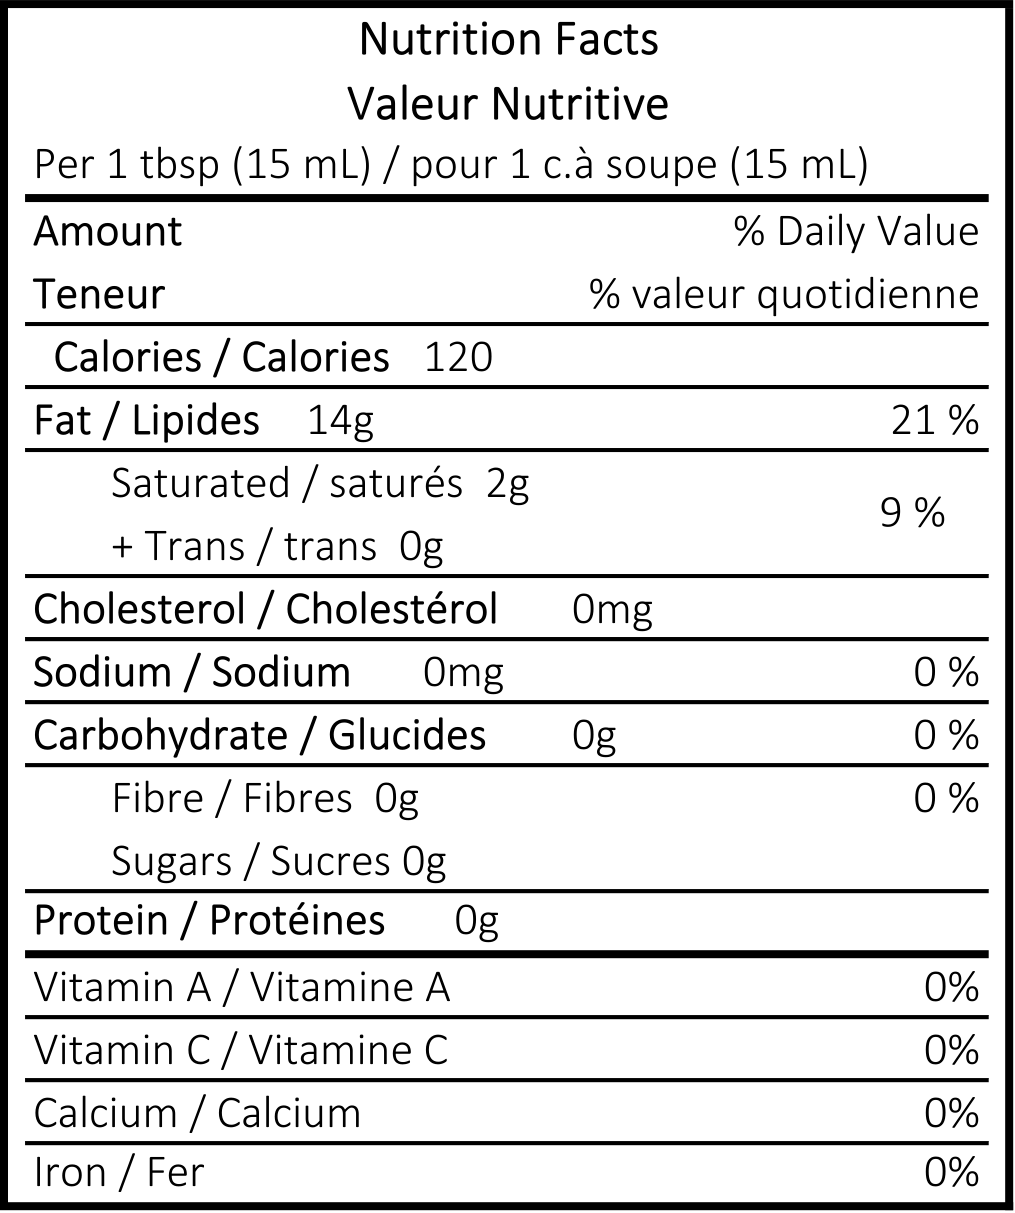 Nutrition Facts
Valeur Nutritive
Per 1 tbsp (15 mL) / pour 1 c.à soupe (15 mL)
Amount % Daily Value
Teneur % valeur quotidienne
Calories / Calories 120
Fat / Lipides 14g 21 %
Saturated / saturés 2g
9 %
+ Trans / trans 0g
Cholesterol / Cholestérol 0mg
Sodium / Sodium 0mg 0 %
Carbohydrate / Glucides 0g 0 %
Fibre / Fibres 0g 0 %
Sugars / Sucres 0g
Protein / Protéines 0g
Vitamin A / Vitamine A 0%
Vitamin C / Vitamine C 0%
Calcium / Calcium 0%
Iron / Fer 0%